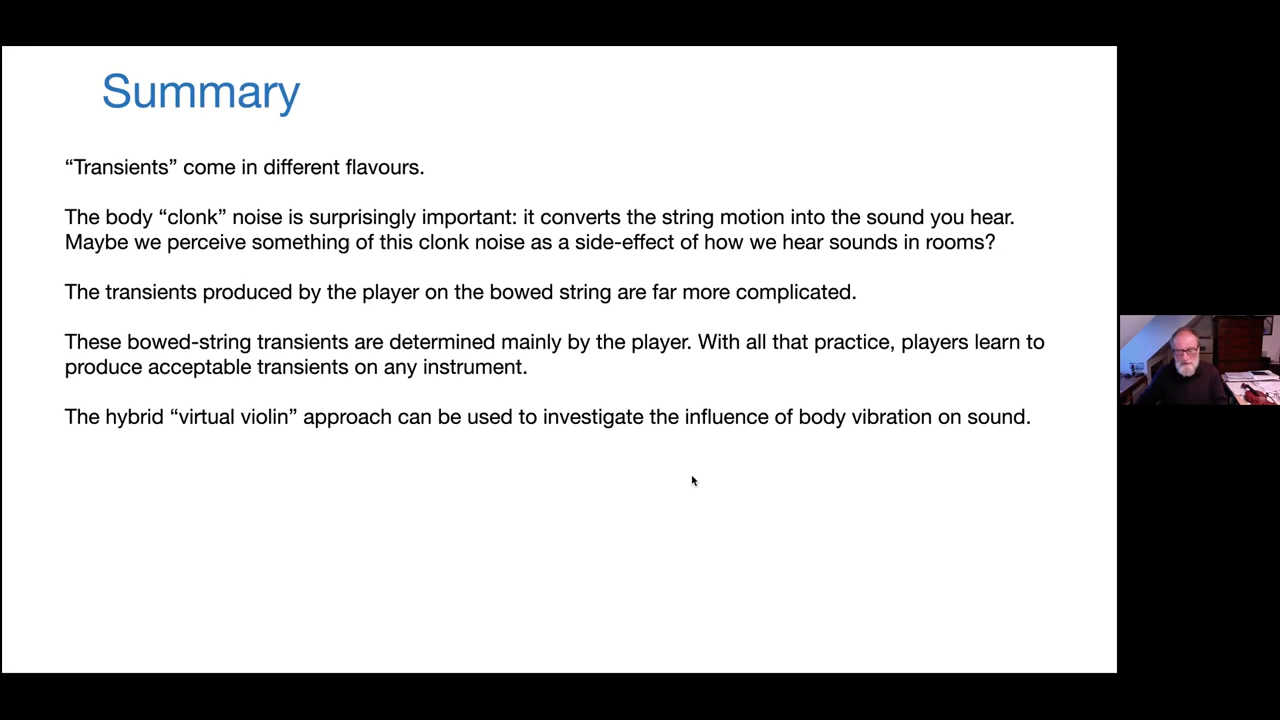 Summary
“Transients” come in different flavours.
The body “clonk” noise is surprisingly important: it converts the string motion into the sound you hear.
Maybe we perceive something of this clonk noise as a side-effect of how we hear sounds in rooms?
The transients produced by the player on the bowed string are far more complicated.
These bowed-string transients are determined mainly by the player. With all that practice, players learn to
produce acceptable transients on any instrument.
The hybrid “virtual violin” approach can be used to investigate the influence of body vibration on sound.